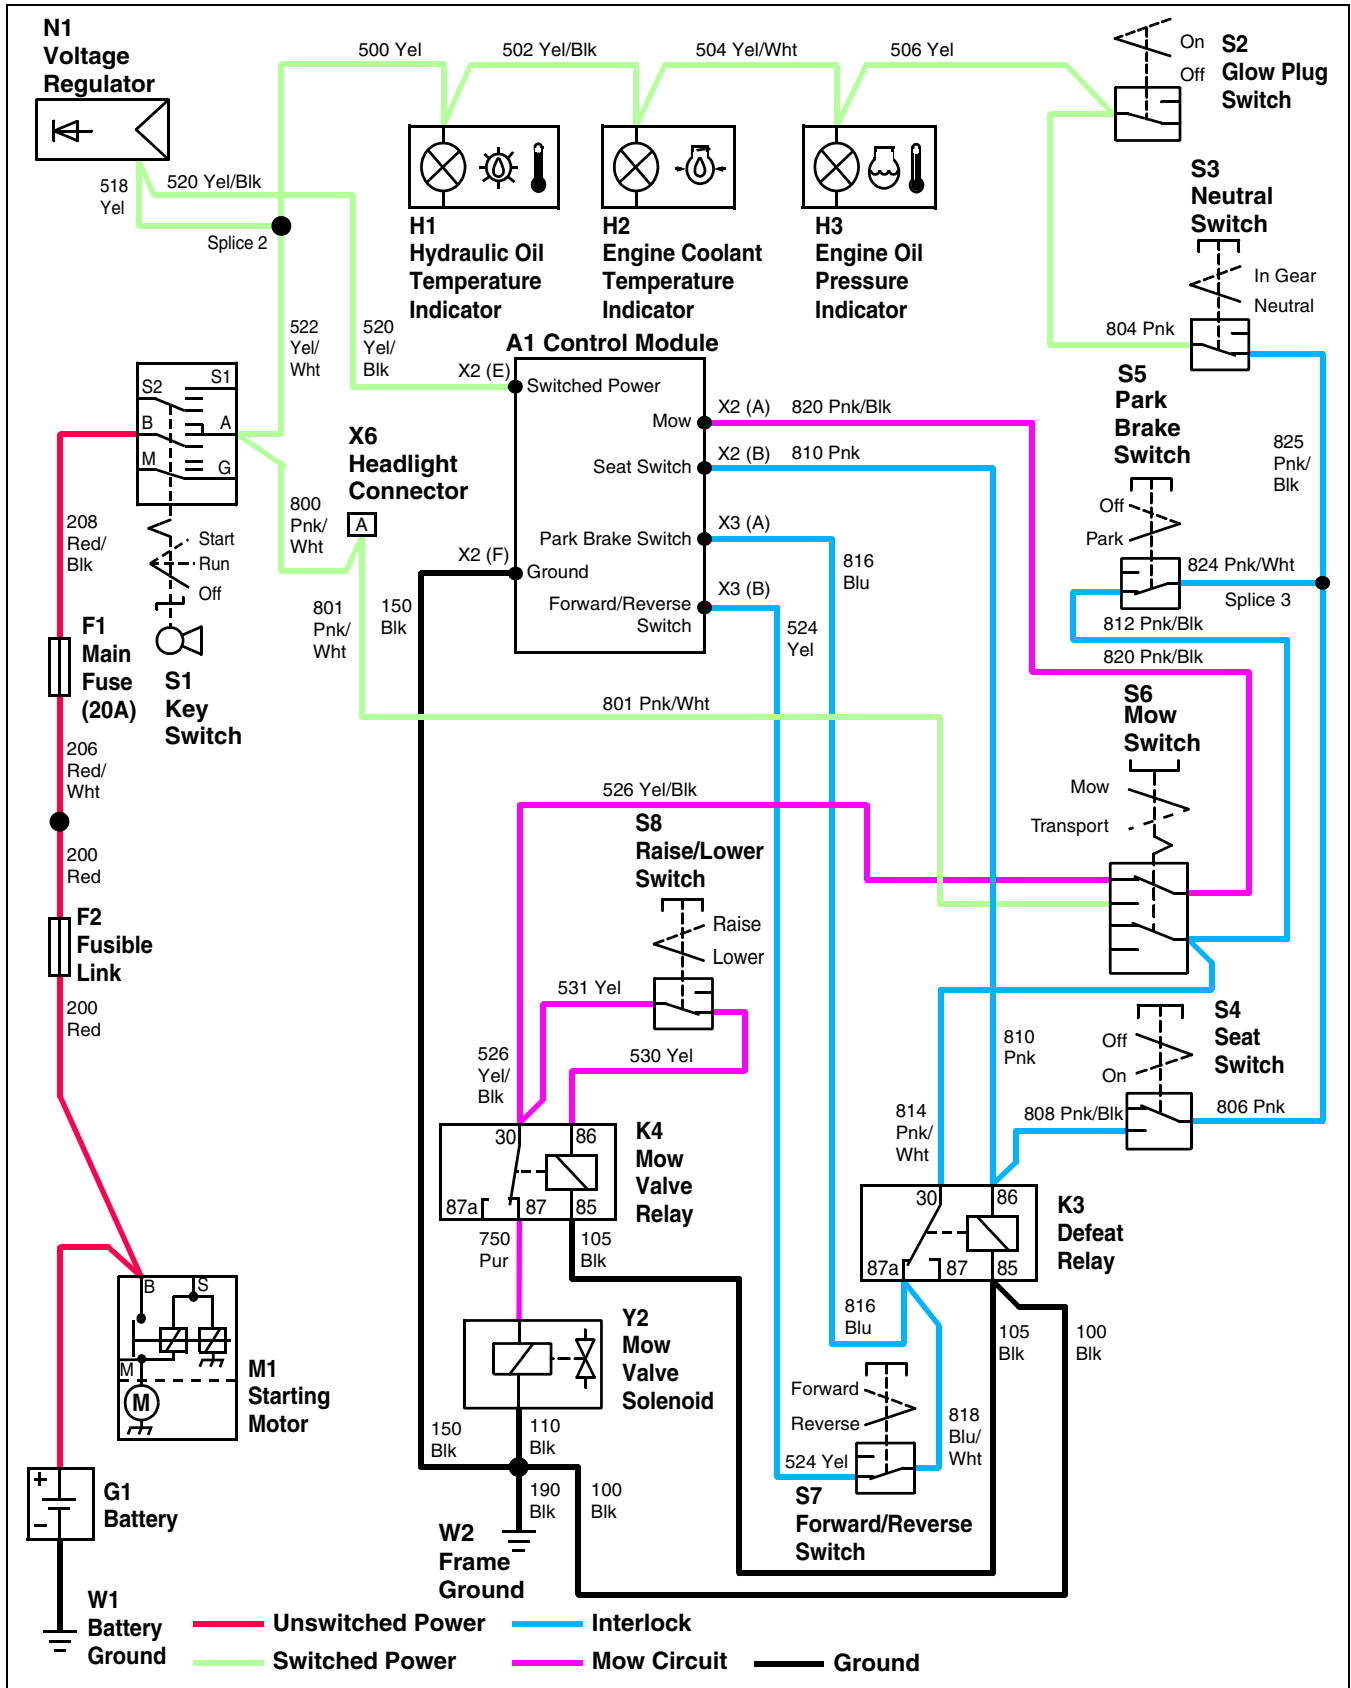 N1
Voltage
Regulator
500 Yel
502 Yel/Blk
504 Yel/Wht
506 Yel
On
Off
S2
Glow Plug
Switch
518
Yel
520 Yel/Blk
Splice 2
H1
Hydraulic Oil
Temperature
Indicator
H2
Engine Coolant
Temperature
Indicator
H3
Engine Oil
Pressure
Indicator
S3
Neutral
Switch
In Gear
Neutral
804 Pnk
522
Yel/
Wht
520
Yel/
Blk
A1 Control Module
X2 (E)
Switched Power
Mow
X2 (A)
820 Pnk/Blk
Seat Switch
X2 (B)
810 Pnk
Park Brake Switch
X3 (A)
816
Blu
X2 (F)
Ground
Forward/Reverse
Switch
X3 (B)
524
Yel
S2
S1
B
A
M
G
X6
Headlight
Connector
A
S5
Park
Brake
Switch
Off
Park
825
Pnk/
Blk
824 Pnk/Wht
Splice 3
812 Pnk/Blk
820 Pnk/Blk
208
Red/
Blk
800
Pnk/
Wht
Start
Run
Off
801
Pnk/
Wht
150
Blk
F1
Main
Fuse
(20A)
S1
Key
Switch
801 Pnk/Wht
S6
Mow
Switch
Mow
Transport
206
Red/
Wht
526 Yel/Blk
S8
Raise/Lower
Switch
Raise
Lower
200
Red
F2
Fusible
Link
200
Red
531 Yel
530 Yel
526
Yel/
Blk
810
Pnk
S4
Seat
Switch
Off
On
808 Pnk/Blk
806 Pnk
814
Pnk/
Wht
30
86
87a
87
85
K4
Mow
Valve
Relay
30
86
87a
87
85
K3
Defeat
Relay
750
Pur
105
Blk
816
Blu
105
Blk
100
Blk
B
S
M
M
M1
Starting
Motor
Y2
Mow
Valve
Solenoid
Forward
Reverse
818
Blu/
Wht
524 Yel
S7
Forward/Reverse
Switch
150
Blk
110
Blk
190
Blk
100
Blk
+
−
G1
Battery
W2
Frame
Ground
W1
Battery
Ground
Unswitched Power
Interlock
Switched Power
Mow Circuit
Ground